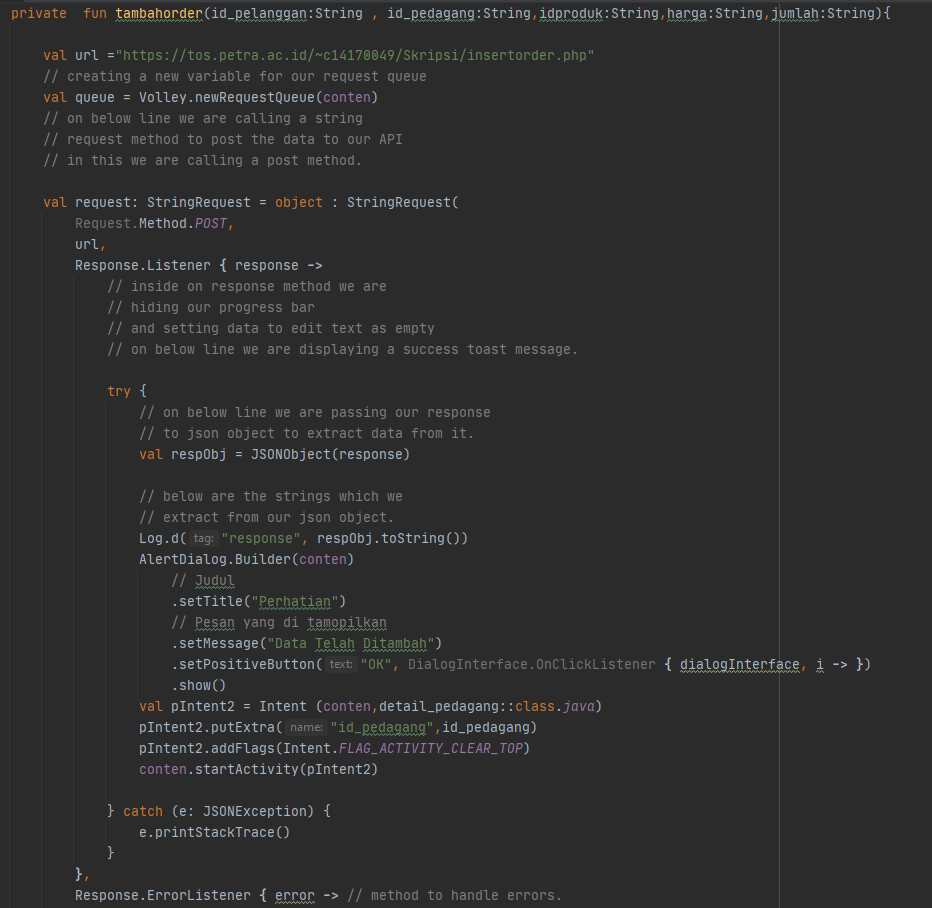 private  fun tambahorder(id_pelanggan:String , id_pedagang:String,idproduk:String,harga:String,jumlah:String){
val url ="https://tos.petra.ac.id/~c14170049/Skripsi/insertorder.php"
// creating a new variable for our request queue
val queue = Volley.newRequestQueue(conten)
// on below line we are calling a string
// request method to post the data to our API
// in this we are calling a post method.
val request: StringRequest = object : StringRequest(
Request.Method.POST,
url,
Response.Listener { response ->
// inside on response method we are
// hiding our progress bar
// and setting data to edit text as empty
// on below line we are displaying a success toast message.
try {
// on below line we are passing our response
// to json object to extract data from it.
val respObj = JSONObject(response)
// below are the strings which we
// extract from our json object.
Log.d( tag: "response", respObj.toString())
AlertDialog.Builder(conten)
// Judul
.setTitle("Perhatian")
// Pesan yang di tamopilkan
.setMessage("Data Telah Ditambah")
.setPositiveButton( text: "OK", DialogInterface.OnClickListener { dialogInterface, i -> })
.show()
val pIntent2 = Intent (conten,detail_pedagang::class.java)
pIntent2.putExtra( name: "id_pedagang",id_pedagang)
pIntent2.addFlags(Intent.FLAG_ACTIVITY_CLEAR_TOP)
conten.startActivity(pIntent2)
} catch (e: JSONException) {
e.printStackTrace()
}
},
Response.ErrorListener { error -> // method to handle errors.